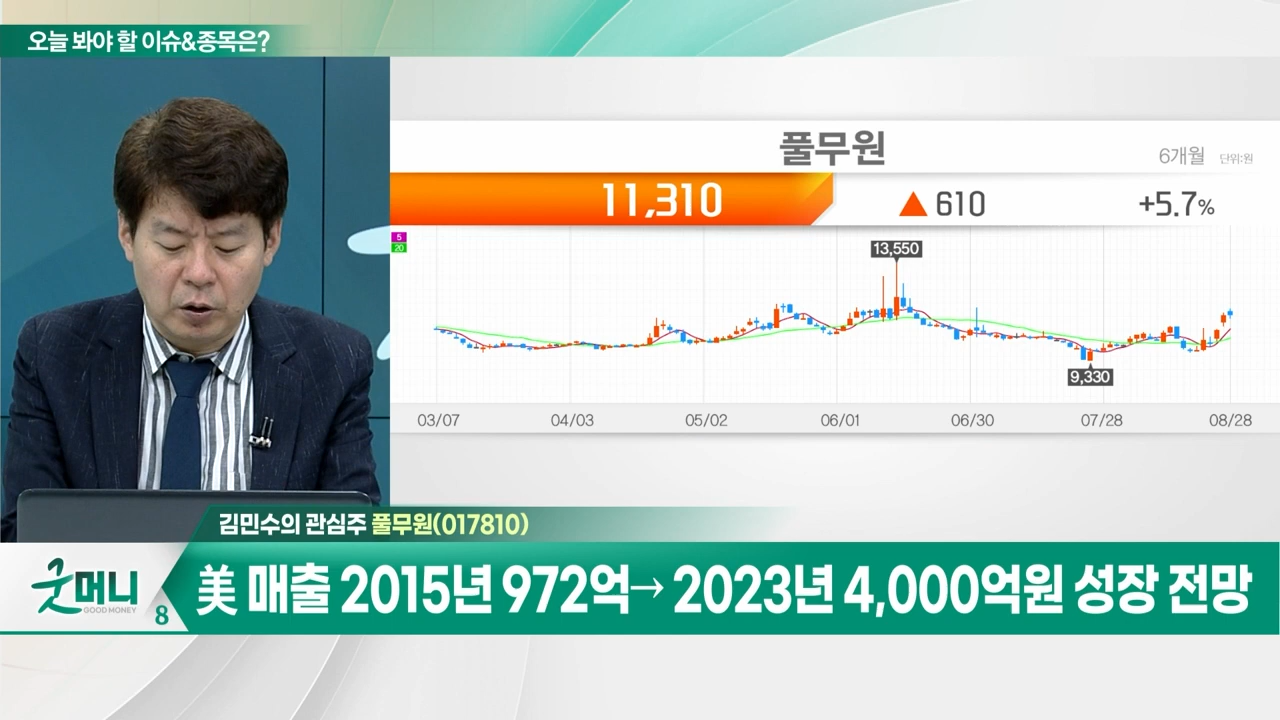 오늘 봐야 할 이슈&종목은?
풀무원
6개월 단위:원
11,310 ▲610 +5.7%
5
20
13,550
9,330
03/07 04/03 05/02 06/01 06/30 07/28 08/28
김민수의 관심주 풀무원(017810)
굿머니
GOOD MONEY
8
美 매출 2015년 972억→ 2023년 4,000억원 성장 전망